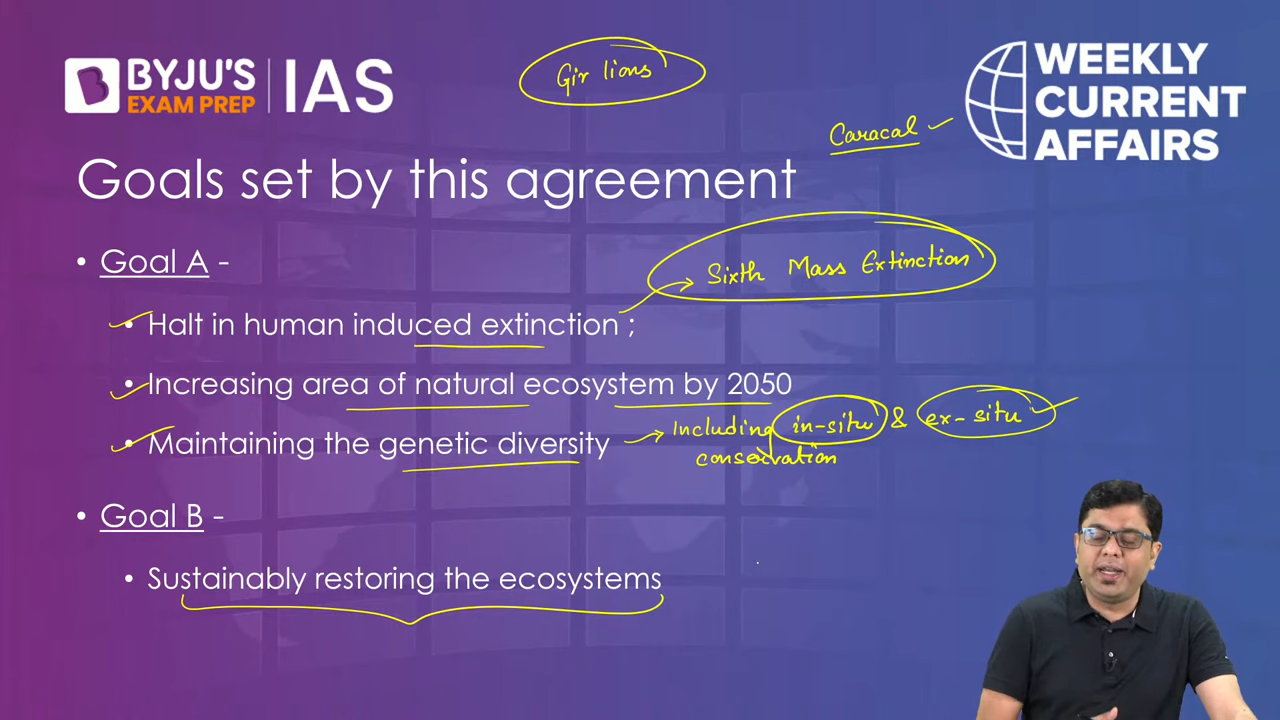 BYJU'S
EXAM PREP
IAS
Gir lions
WEEKLY
CURRENT
AFFAIRS
Caracal
Goals set by this agreement
• Goal A -
Sixth Mass Extinction
• Halt in human induced extinction ;
• Increasing area of natural ecosystem by 2050
• Maintaining the genetic diversity → Including in-situ & ex-situ
conservation
• Goal B -
• Sustainably restoring the ecosystems